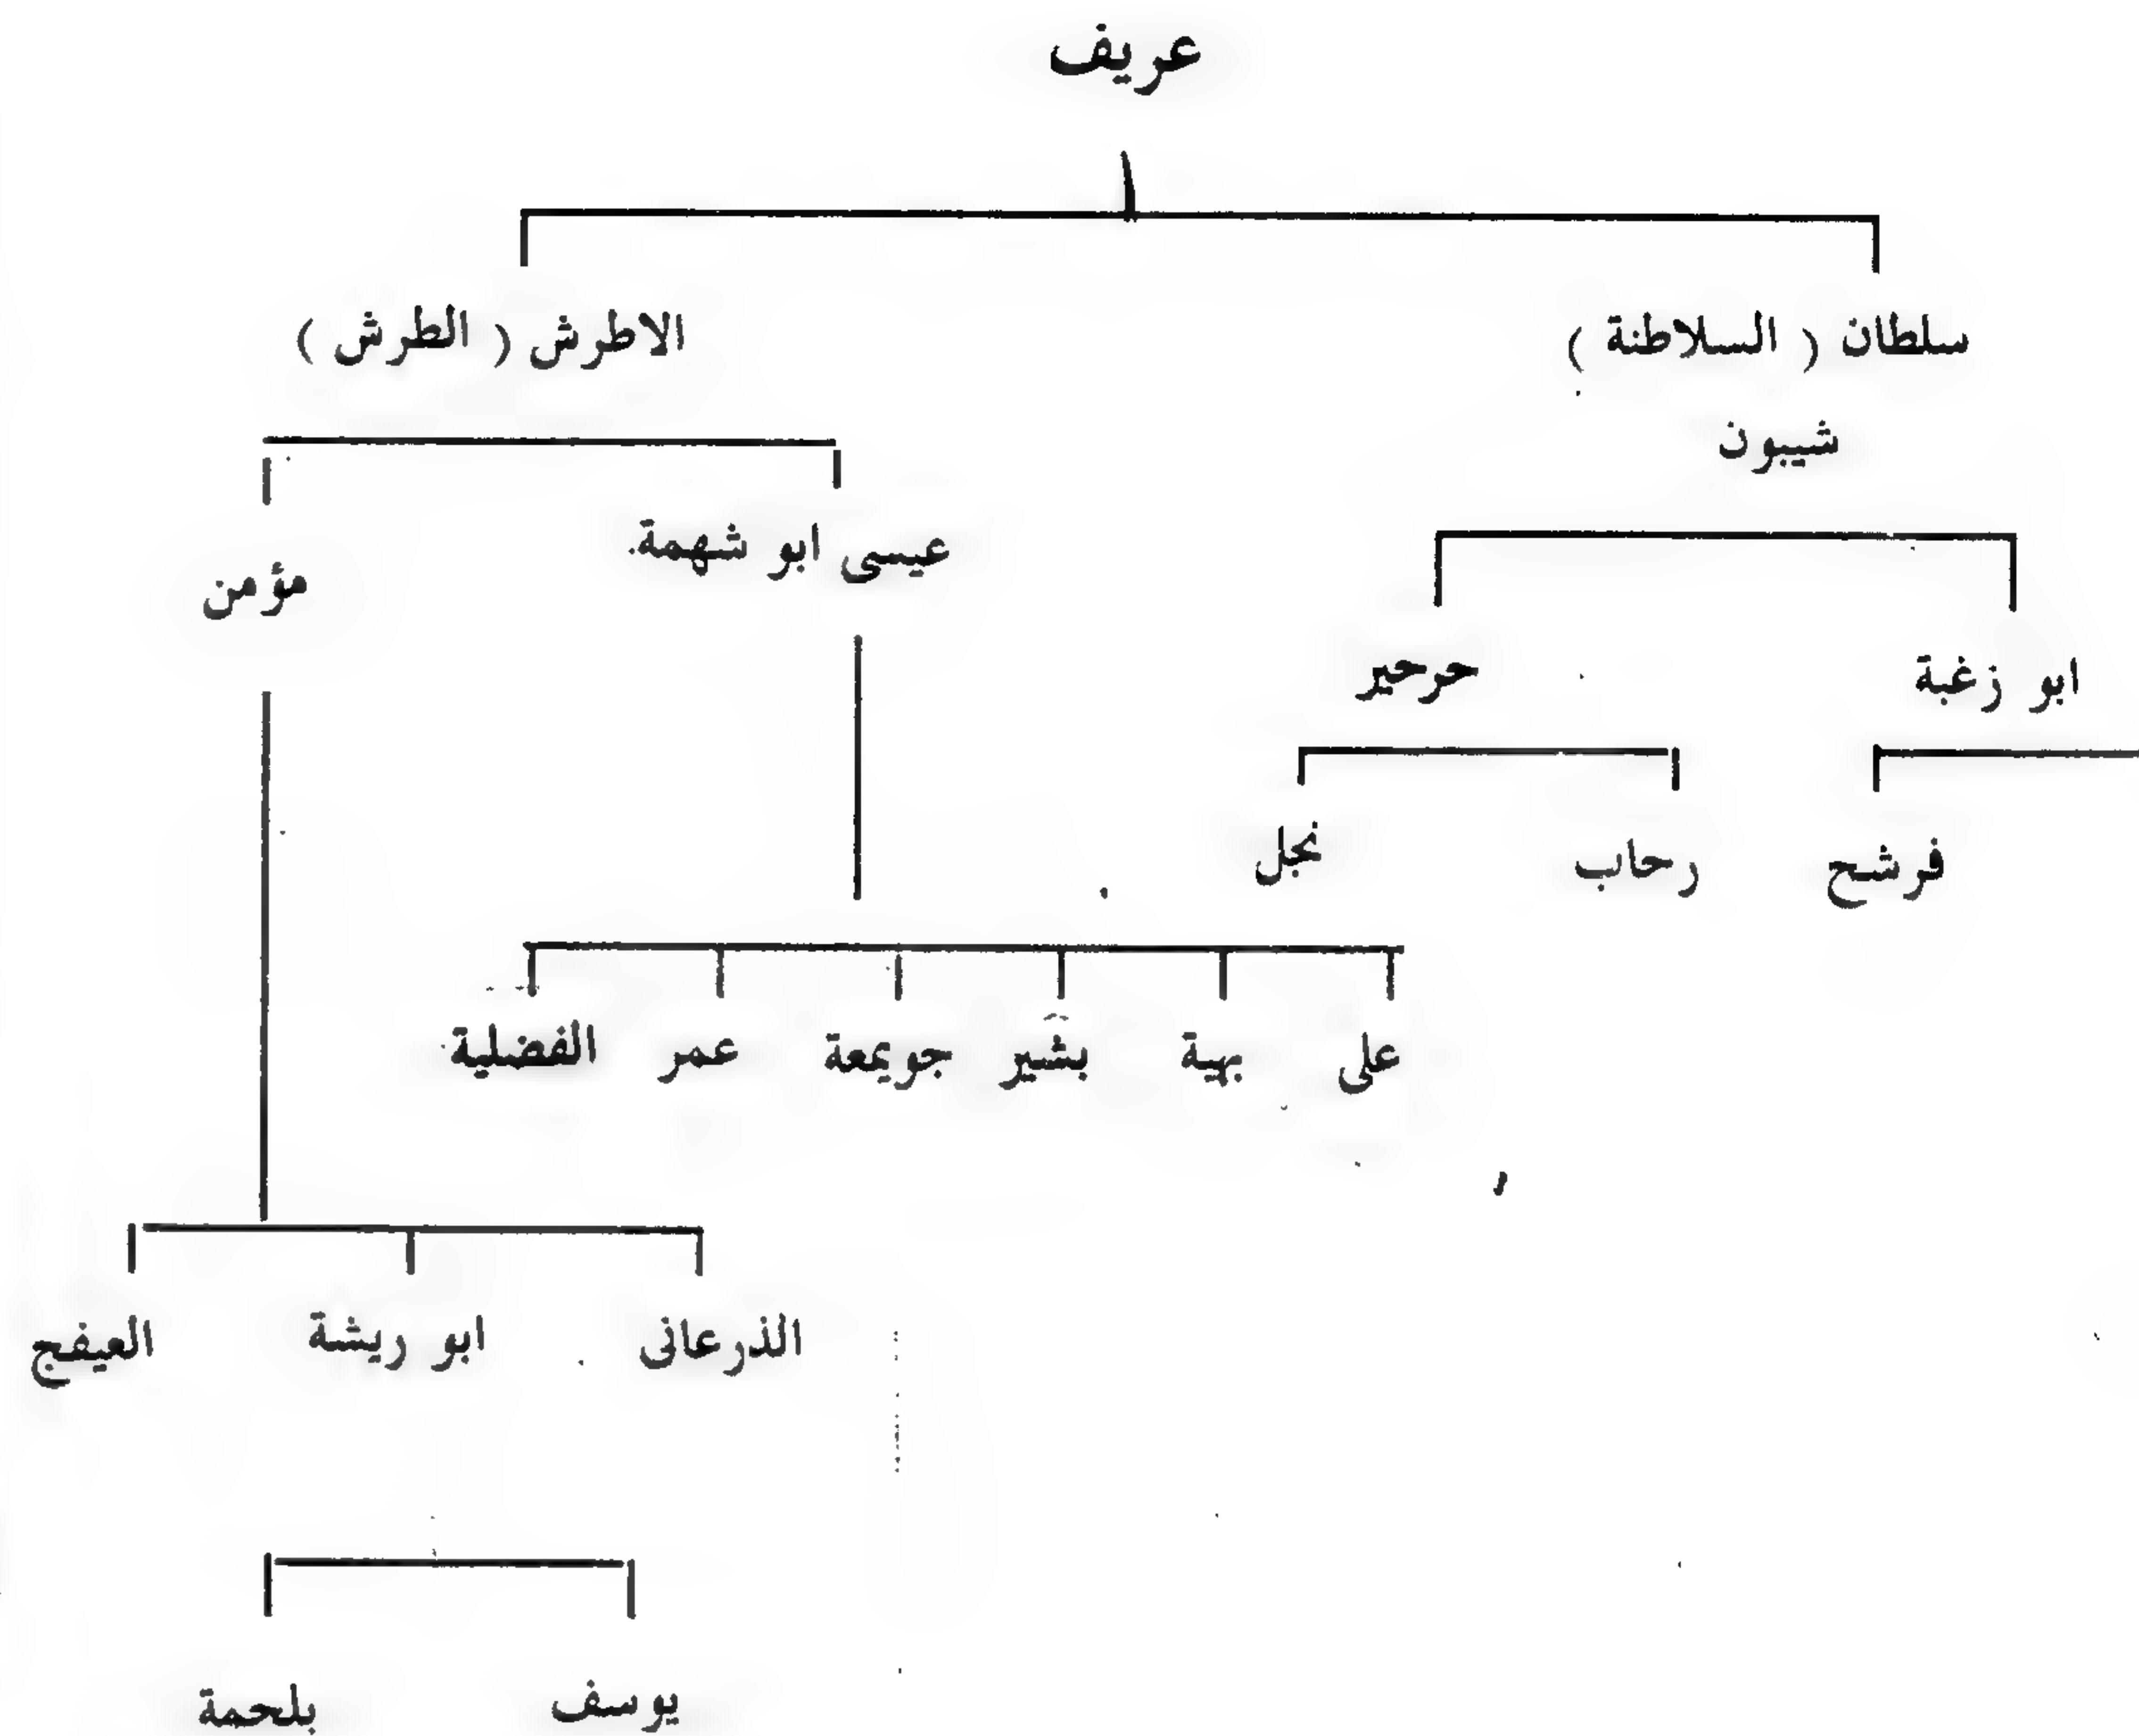 عريف
سلطان ( السلاطنة )
الاطرش ( الطرش )
شيبون
عيسى ابو شهمة
مؤمن
ابو زغبة
حرحير
فرشح
رحاب
نجل
على
بهية
بشير
جويمعة
عمر
الفضلية
الذرعانى
ابو ريشة
العيفج
يوسف
بلحمة